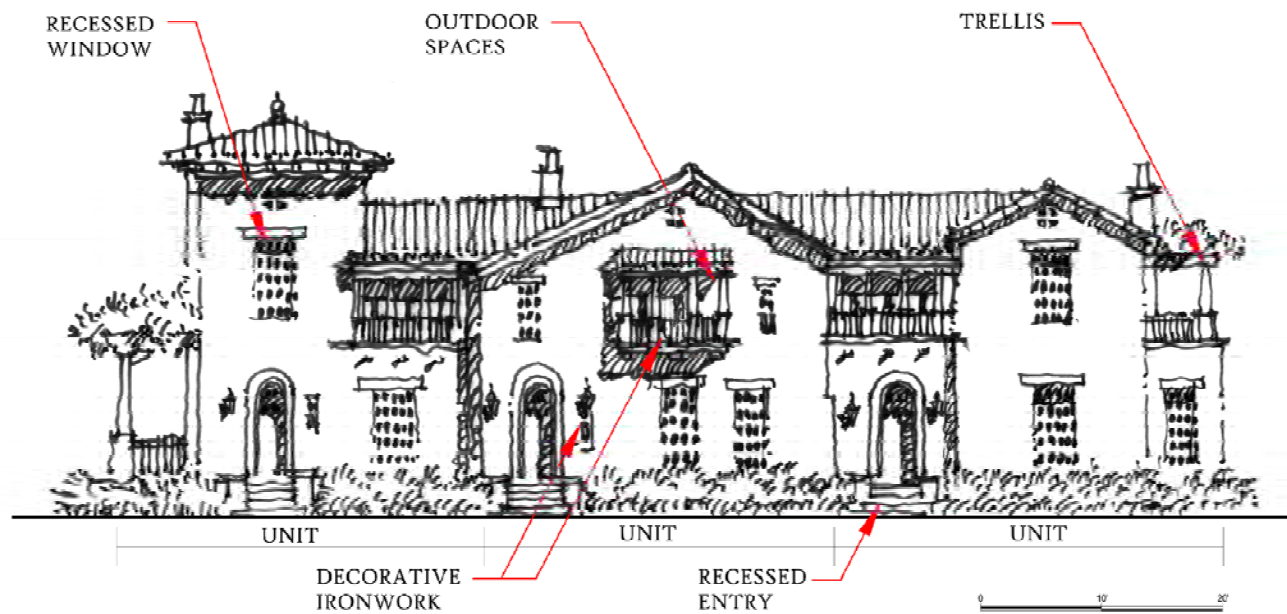 RECESSED
WINDOW
OUTDOOR
SPACES
TRELLIS
UNIT
UNIT
UNIT
DECORATIVE
IRONWORK
RECESSED
ENTRY
0 10' 20'